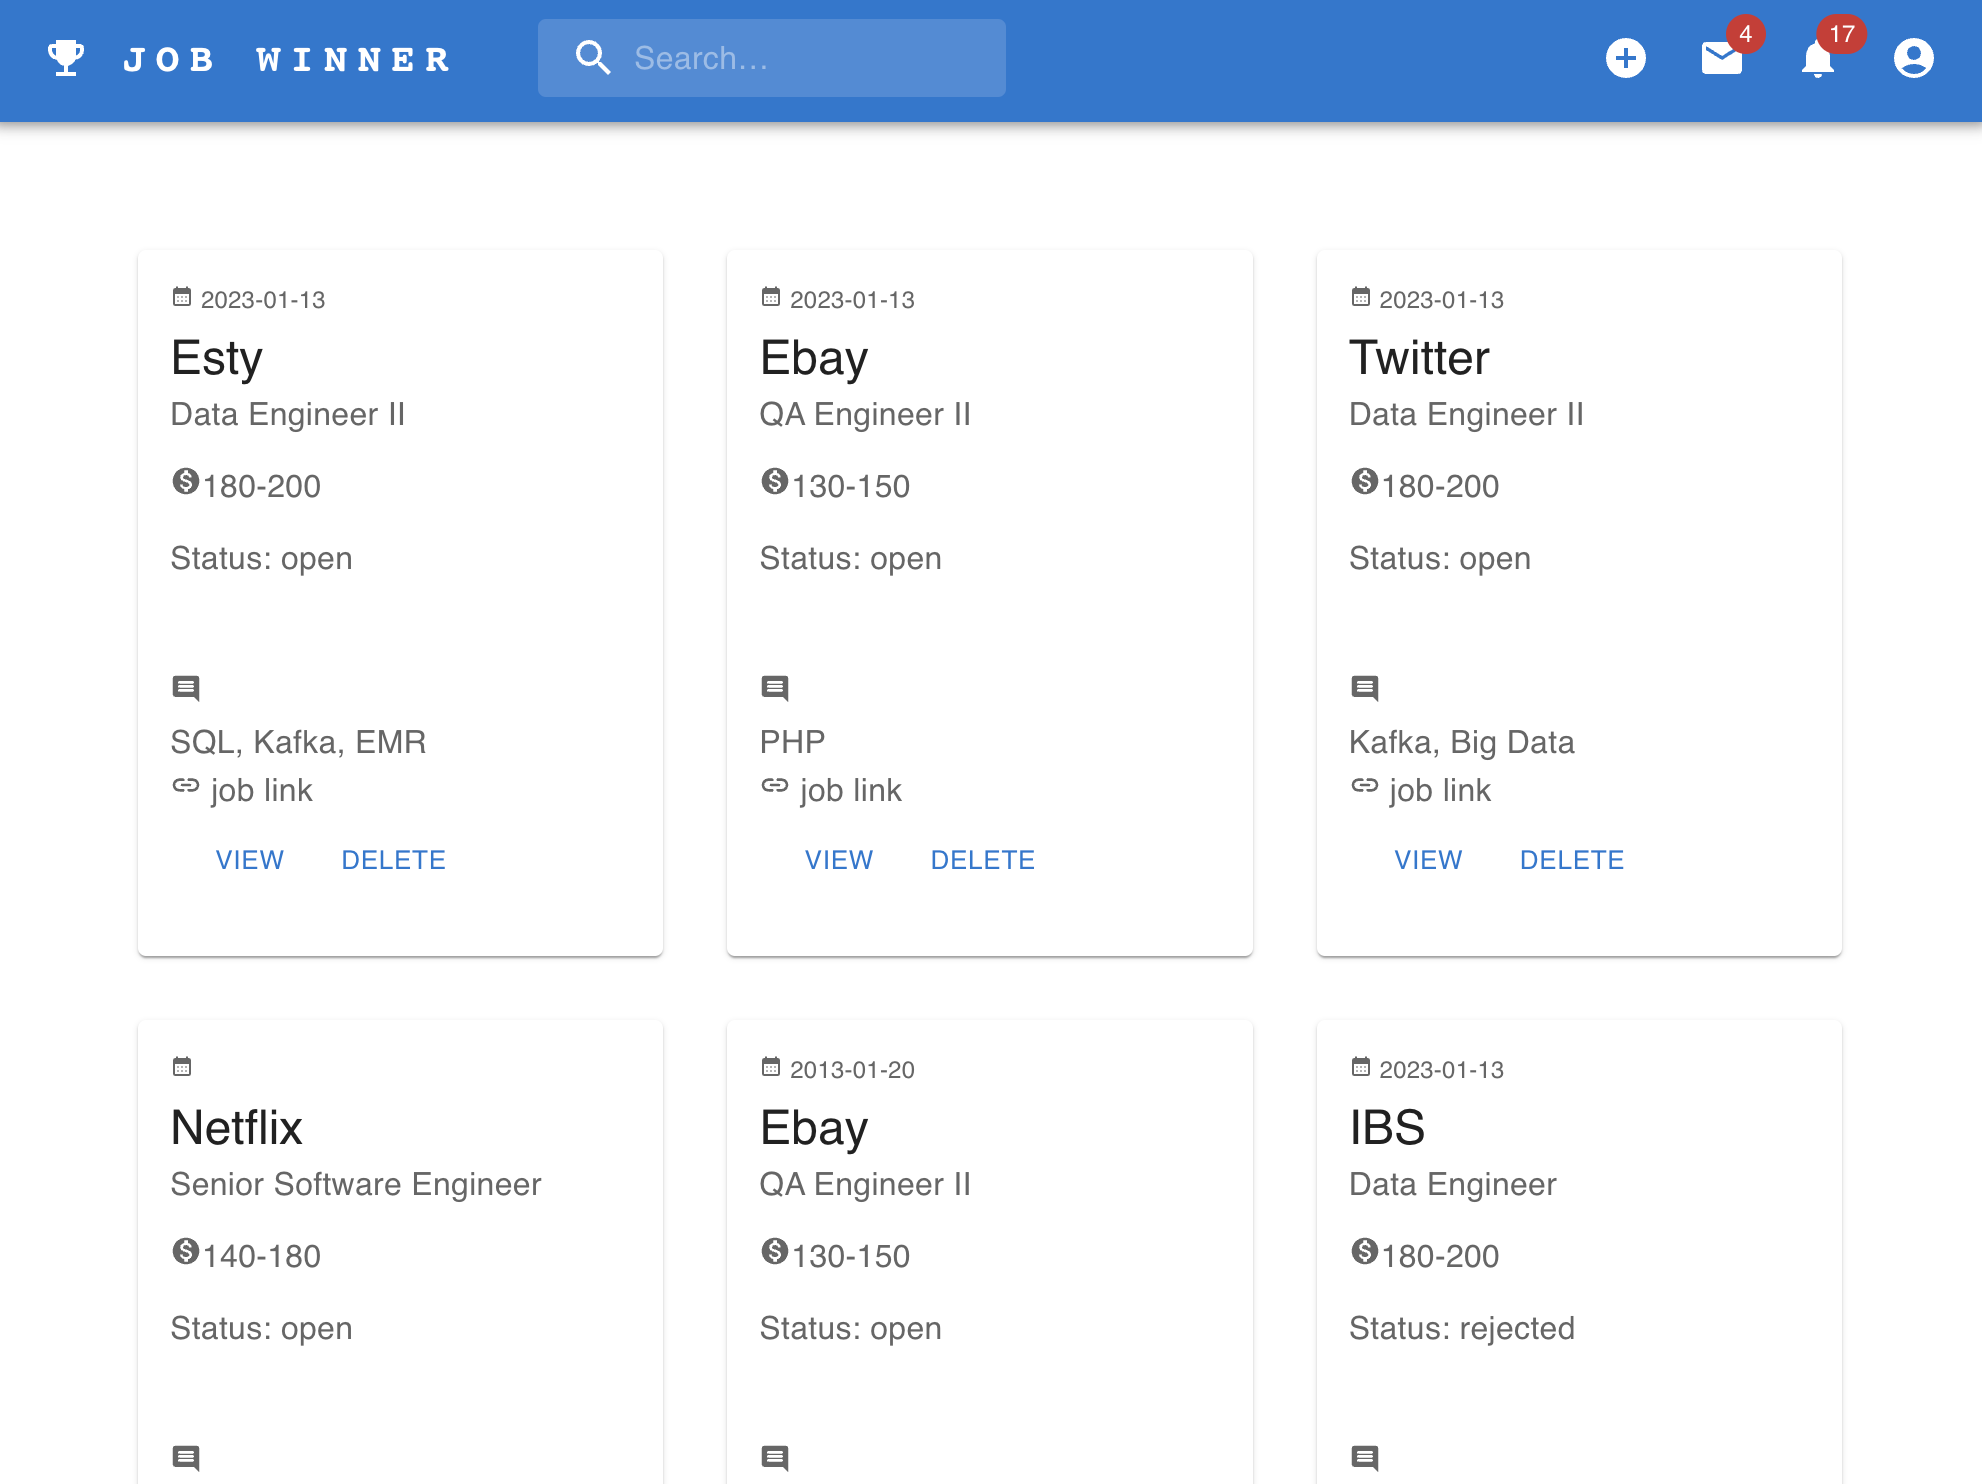 JOB WINNER
Search…
4
17
2023-01-13
Esty
Data Engineer II
180-200
Status: open
SQL, Kafka, EMR
job link
VIEW DELETE
2023-01-13
Ebay
QA Engineer II
130-150
Status: open
PHP
job link
VIEW DELETE
2023-01-13
Twitter
Data Engineer II
180-200
Status: open
Kafka, Big Data
job link
VIEW DELETE
Netflix
Senior Software Engineer
140-180
Status: open
2013-01-20
Ebay
QA Engineer II
130-150
Status: open
2023-01-13
IBS
Data Engineer
180-200
Status: rejected